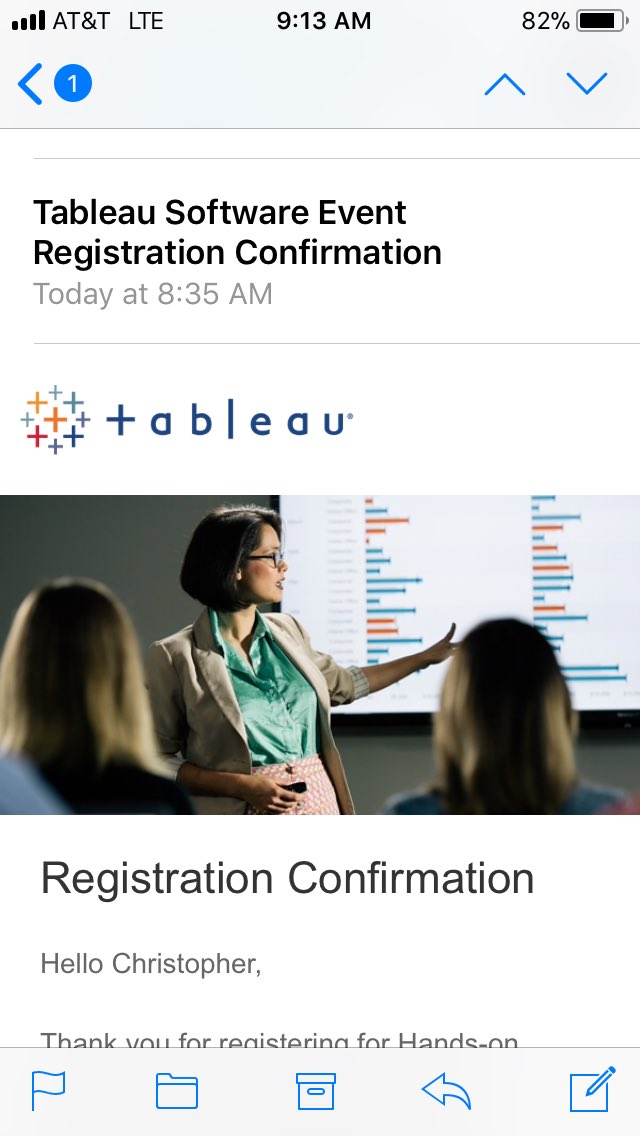 AT&T LTE 9:13 AM 82%
1
Tableau Software Event
Registration Confirmation
Today at 8:35 AM
+ableau®
Registration Confirmation
Hello Christopher,
Thank you for registering for Hands-on